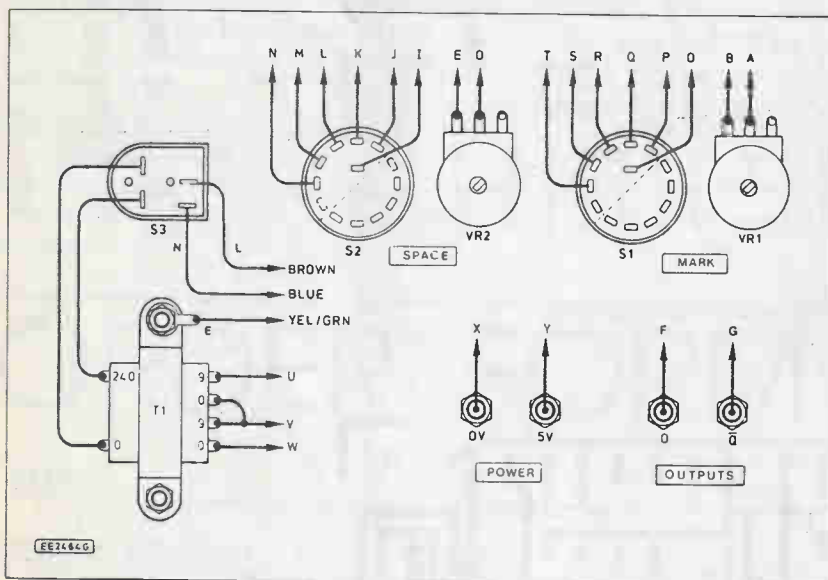 N M L K J I E D T S R Q P O B A
S3
N L
S2 VR2 S1 VR1
SPACE MARK
BROWN
BLUE
E YEL/GRN
X Y F G
240 9 U
T1 0
9 V
0 0 W
0V 5V Q Q̅
POWER OUTPUTS
EE2464G